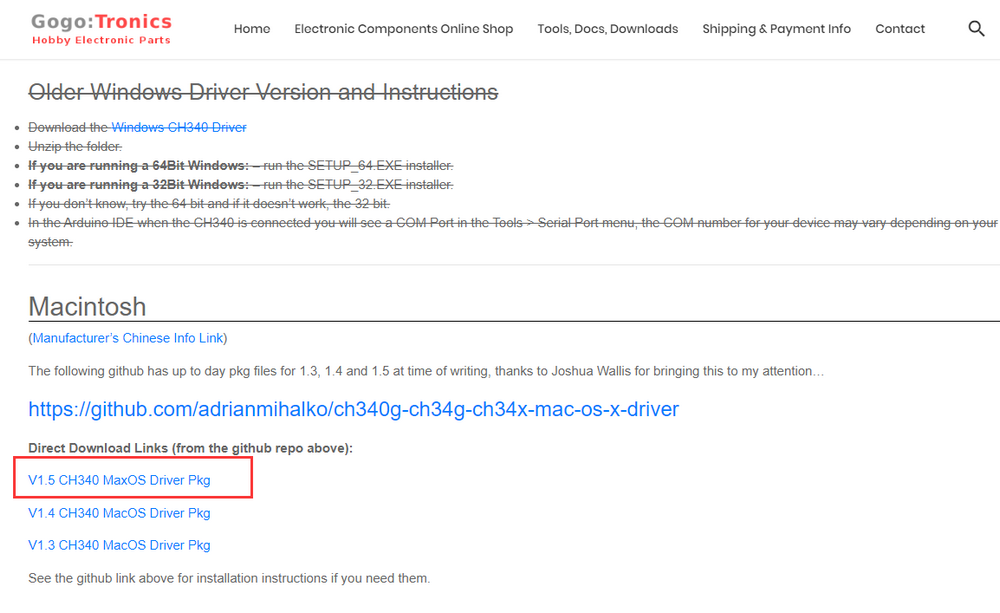 Gogo:Tronics
Hobby Electronic Parts
Home Electronic Components Online Shop Tools, Docs, Downloads Shipping & Payment Info Contact
Older Windows Driver Version and Instructions
Download the Windows CH340 Driver
Unzip the folder.
If you are running a 64Bit Windows: – run the SETUP_64.EXE installer.
If you are running a 32Bit Windows: – run the SETUP_32.EXE installer.
If you don't know, try the 64 bit and if it doesn't work, the 32 bit.
In the Arduino IDE when the CH340 is connected you will see a COM Port in the Tools > Serial Port menu, the COM number for your device may vary depending on your
system.
Macintosh
(Manufacturer's Chinese Info Link)
The following github has up to day pkg files for 1.3, 1.4 and 1.5 at time of writing, thanks to Joshua Wallis for bringing this to my attention…
https://github.com/adrianmihalko/ch340g-ch34g-ch34x-mac-os-x-driver
Direct Download Links (from the github repo above):
V1.5 CH340 MaxOS Driver Pkg
V1.4 CH340 MacOS Driver Pkg
V1.3 CH340 MacOS Driver Pkg
See the github link above for installation instructions if you need them.